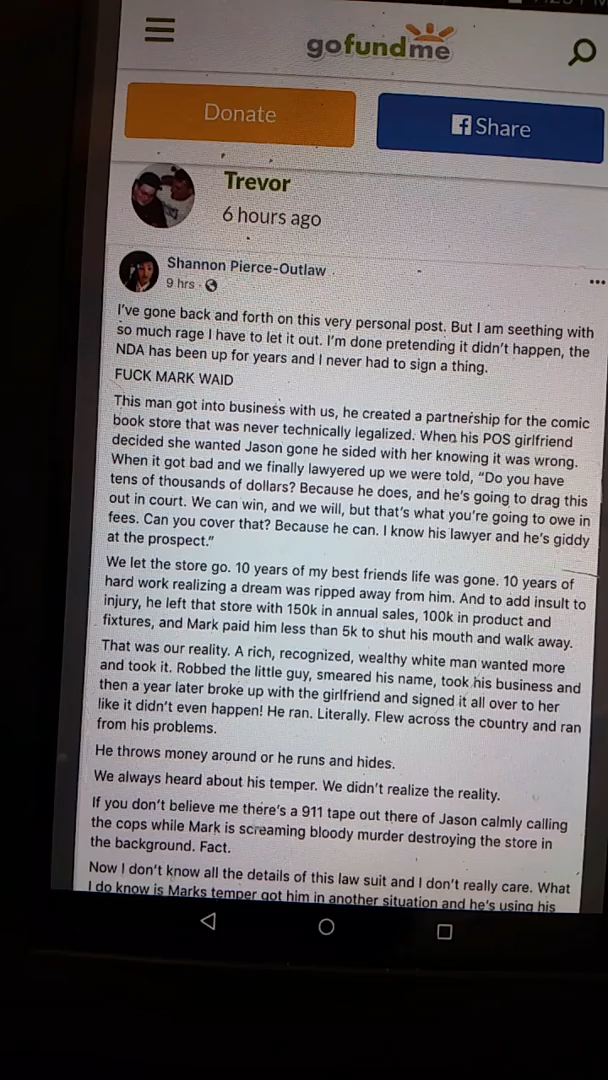 gofundme
Donate
f Share
Trevor
6 hours ago
Shannon Pierce-Outlaw
9 hrs ·
I've gone back and forth on this very personal post. But I am seething with
so much rage I have to let it out. I'm done pretending it didn't happen, the
NDA has been up for years and I never had to sign a thing.
FUCK MARK WAID
This man got into business with us, he created a partnership for the comic
book store that was never technically legalized. When his POS girlfriend
decided she wanted Jason gone he sided with her knowing it was wrong.
When it got bad and we finally lawyered up we were told, "Do you have
tens of thousands of dollars? Because he does, and he's going to drag this
out in court. We can win, and we will, but that's what you're going to owe in
fees. Can you cover that? Because he can. I know his lawyer and he's giddy
at the prospect."
We let the store go. 10 years of my best friends life was gone. 10 years of
hard work realizing a dream was ripped away from him. And to add insult to
injury, he left that store with 150k in annual sales, 100k in product and
fixtures, and Mark paid him less than 5k to shut his mouth and walk away.
That was our reality. A rich, recognized, wealthy white man wanted more
and took it. Robbed the little guy, smeared his name, took his business and
then a year later broke up with the girlfriend and signed it all over to her
like it didn't even happen! He ran. Literally. Flew across the country and ran
from his problems.
He throws money around or he runs and hides.
We always heard about his temper. We didn't realize the reality.
If you don't believe me there's a 911 tape out there of Jason calmly calling
the cops while Mark is screaming bloody murder destroying the store in
the background. Fact.
Now I don't know all the details of this law suit and I don't really care. What
I do know is Marks temper got him in another situation and he's using his